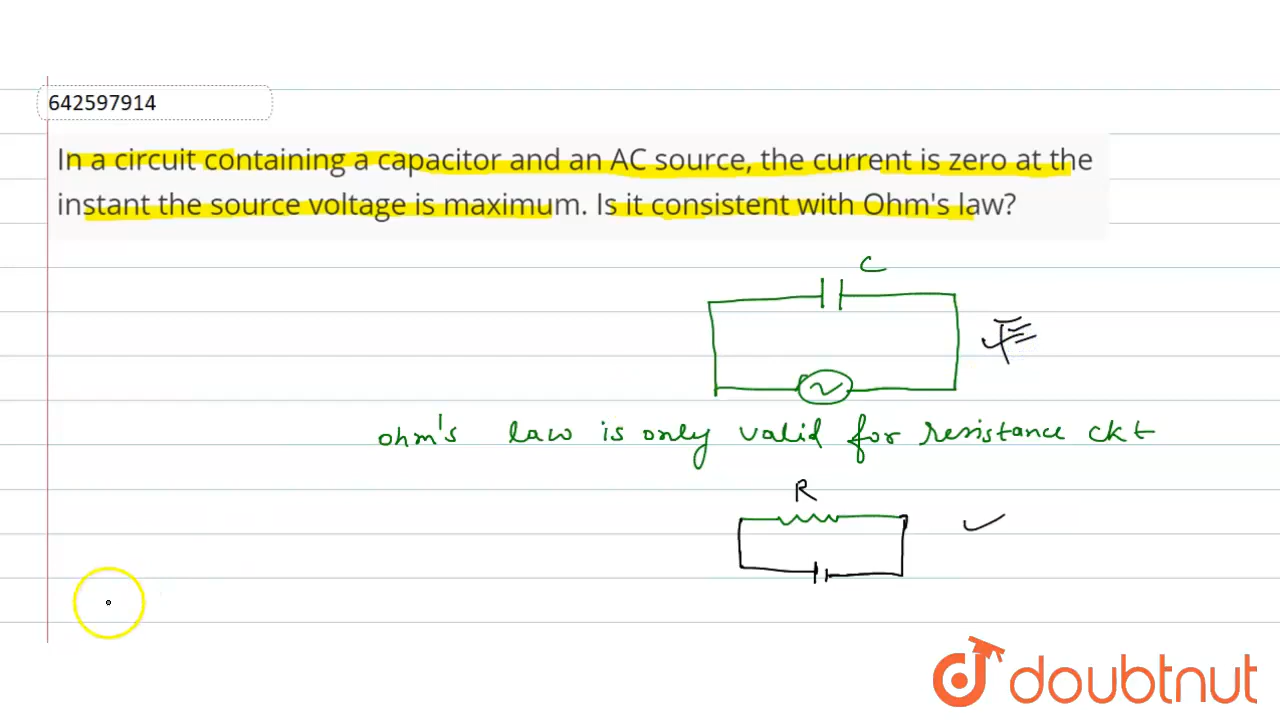 642597914
In a circuit containing a capacitor and an AC source, the current is zero at the
instant the source voltage is maximum. Is it consistent with Ohm's law?
C
ohm's law is only valid for resistance ckt
R
doubtnut